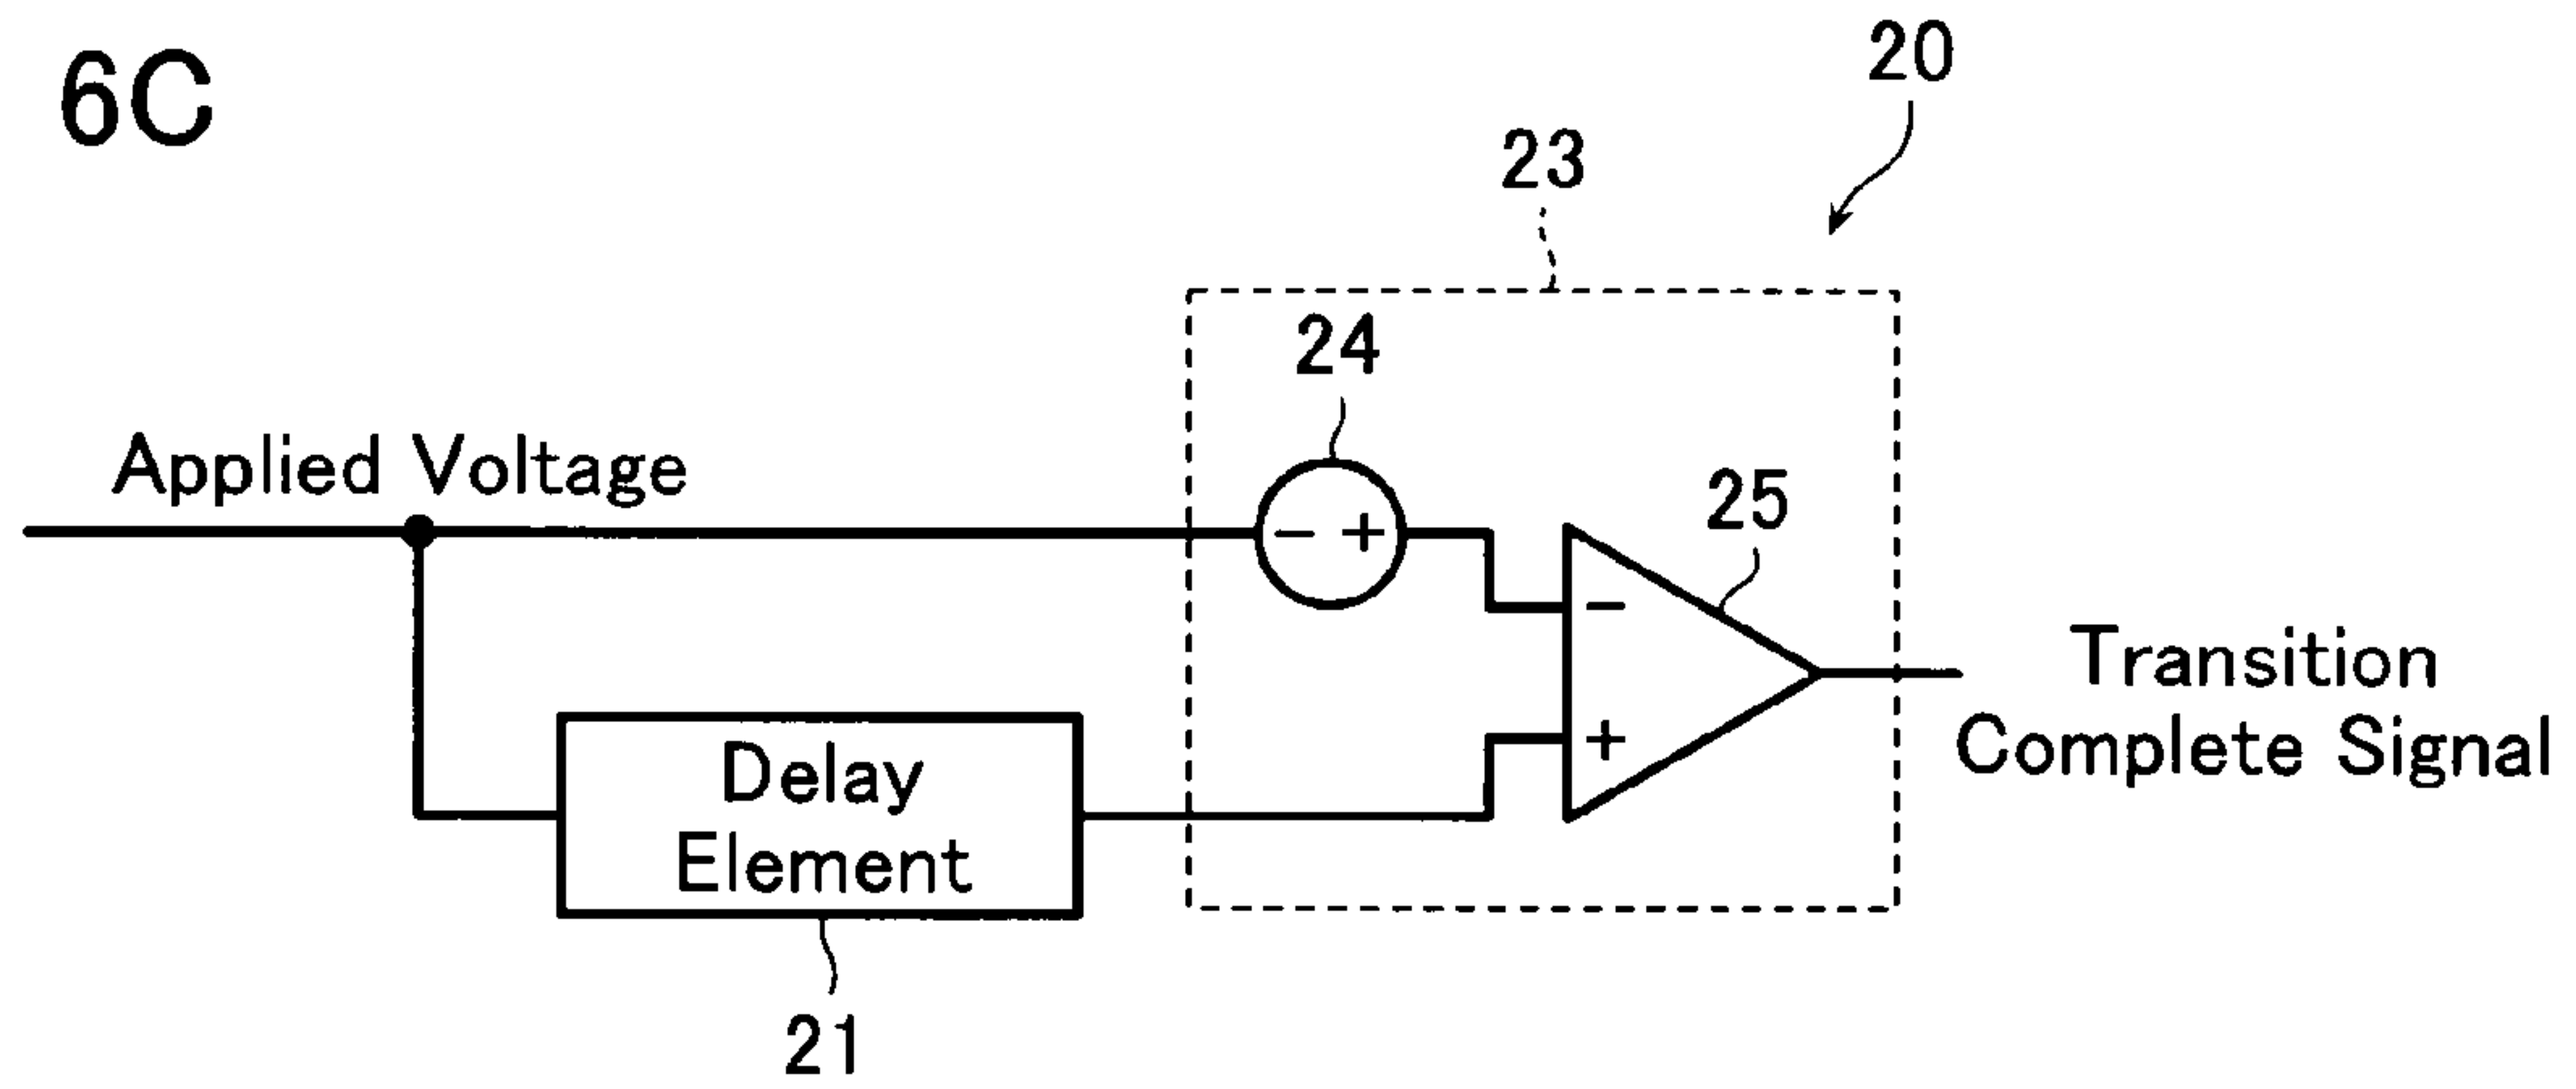 6C
20
23
24
Applied Voltage
25
- +
-
+
Transition
Complete Signal
Delay
Element
21